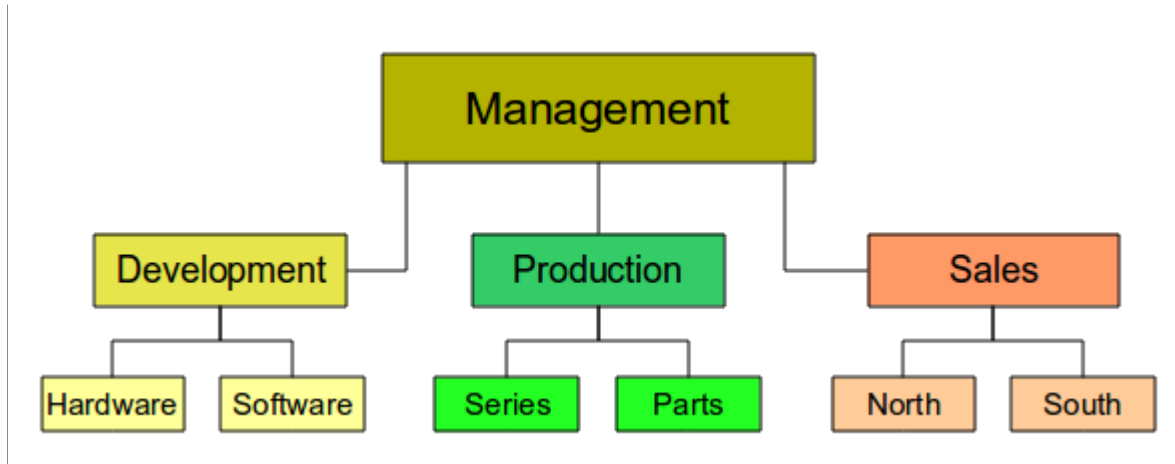 Management
Development
Production
Sales
Hardware
Software
Series
Parts
North
South